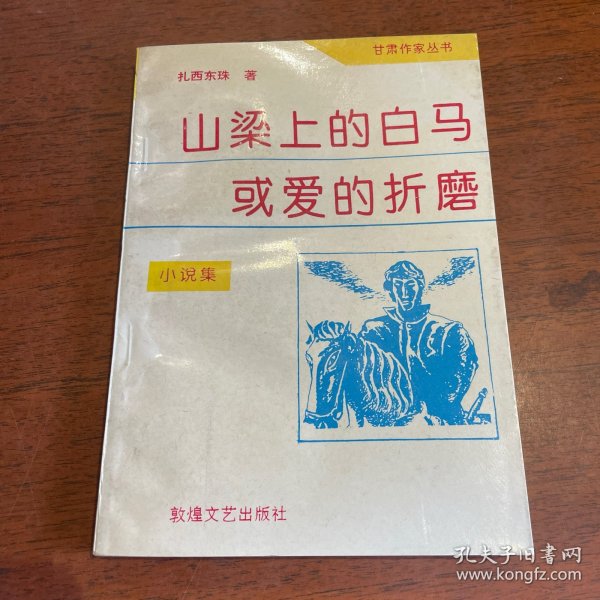 甘肃作家丛书
扎西东珠 著
山梁上的白马
或爱的折磨
小说集
敦煌文艺出版社
孔夫子旧书网
www.kongfz.com